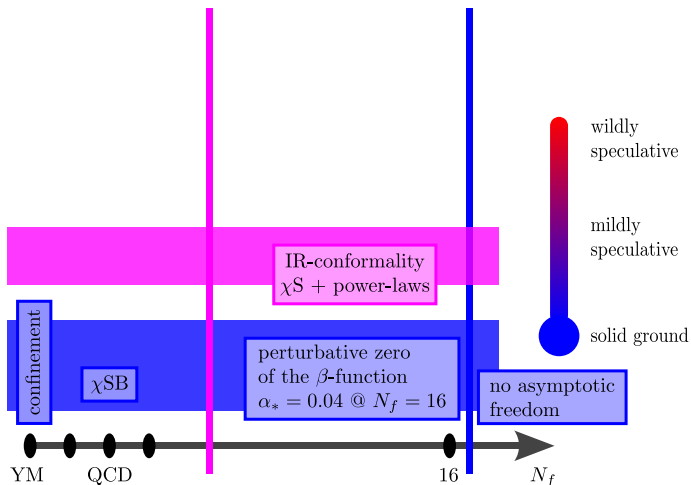 wildly
speculative
mildly
speculative
IR-conformality
χS + power-laws
solid ground
confinement
χSB
perturbative zero
of the β-function
α* = 0.04 @ Nf = 16
no asymptotic
freedom
YM
QCD
16
Nf